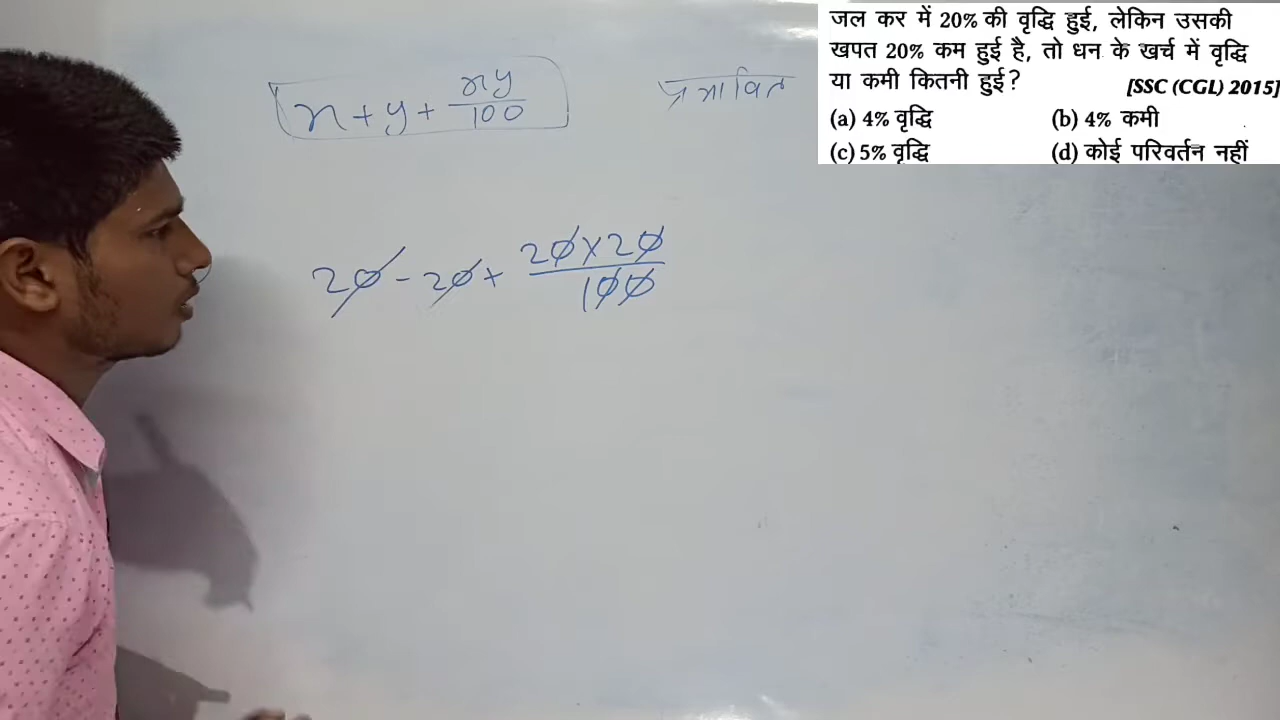 जल कर में 20% की वृद्धि हुई, लेकिन उसकी
खपत 20% कम हुई है, तो धन के खर्च में वृद्धि
या कमी कितनी हुई?
[SSC (CGL) 2015]
(a) 4% वृद्धि (b) 4% कमी
(c) 5% वृद्धि (d) कोई परिवर्तन नहीं
x + y + xy/100
प्रभावित
20 - 20 + 20×20/100